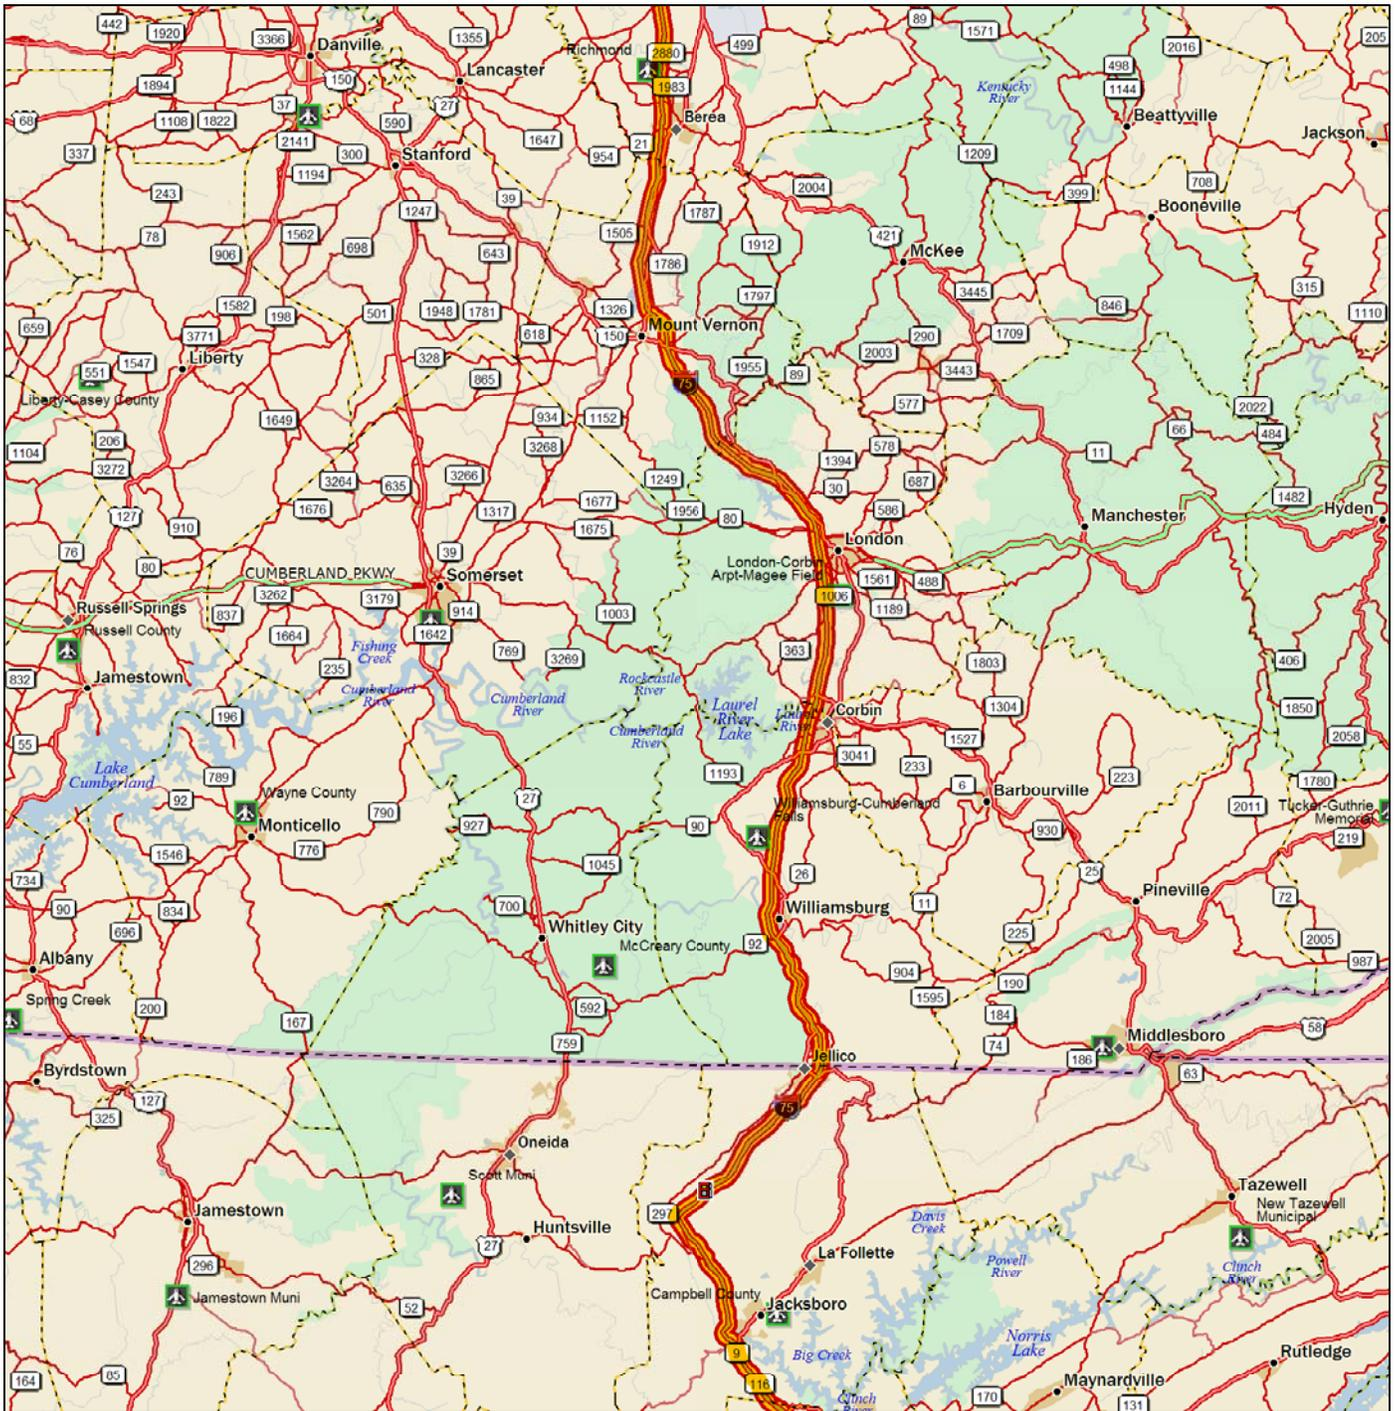 442
1920
3366
Danville
1355
Richmond
2880
499
89
1571
2016
205
Lancaster
150
1894
1983
498
1144
Kentucky
River
37
27
68
1108
1822
590
Berea
Beattyville
Jackson
2141
1647
21
337
300
Stanford
954
1209
1194
2004
708
243
39
399
1247
1787
Booneville
78
1562
698
1505
1912
421
906
643
1786
McKee
3445
315
1582
198
501
1948
1781
1326
1797
846
1110
659
3771
618
150
Mount Vernon
290
1709
1547
Liberty
328
2003
551
865
75
1955
89
3443
Liberty-Casey County
577
2022
1649
934
1152
66
484
206
3268
578
1104
3272
1394
11
3264
635
3266
1249
30
687
1482
1676
1317
1677
1956
80
586
Hyden
127
910
1675
Manchester
76
39
London
80
CUMBERLAND PKWY
Somerset
London-Corbin
Arpt-Magee Field
1561
488
3262
3179
1006
Russell Springs
837
914
1003
1189
Russell County
1664
1642
Fishing
Creek
769
3269
363
235
1803
406
832
Jamestown
Cumberland
River
Cumberland
River
Rockcastle
River
Laurel
River
Lake
Laurel
River
Corbin
1304
1850
196
Cumberland
River
1527
2058
55
3041
Lake
Cumberland
789
1193
233
223
1780
92
Wayne County
27
6
Barbourville
Williamsburg-Cumberland
Falls
2011
Tucker-Guthrie
Memorial
790
Monticello
927
90
930
219
776
1546
1045
26
25
734
Pineville
90
834
700
11
72
Williamsburg
696
Whitley City
McCreary County
92
225
2005
Albany
904
987
Spring Creek
190
200
592
1595
167
184
58
759
74
Middlesboro
Jellico
186
Byrdstown
63
127
75
325
Oneida
Scott Muni
Tazewell
New Tazewell
Municipal
Jamestown
297
Davis
Creek
Huntsville
27
La Follette
Powell
River
Clinch
River
296
Jamestown Muni
Campbell County
52
Jacksboro
Norris
Lake
9
Big Creek
Rutledge
164
85
116
Maynardville
Clinch
River
170
131